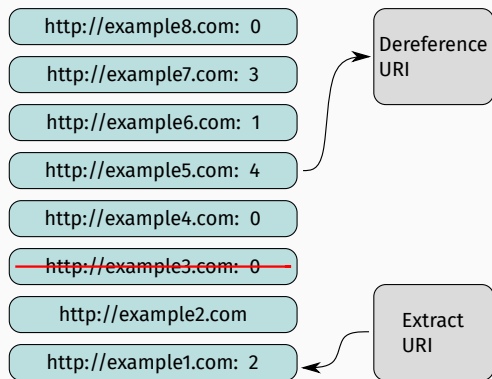 http://example8.com: 0
http://example7.com: 3
http://example6.com: 1
http://example5.com: 4
http://example4.com: 0
http://example3.com: 0
http://example2.com
http://example1.com: 2
Dereference
URI
Extract
URI